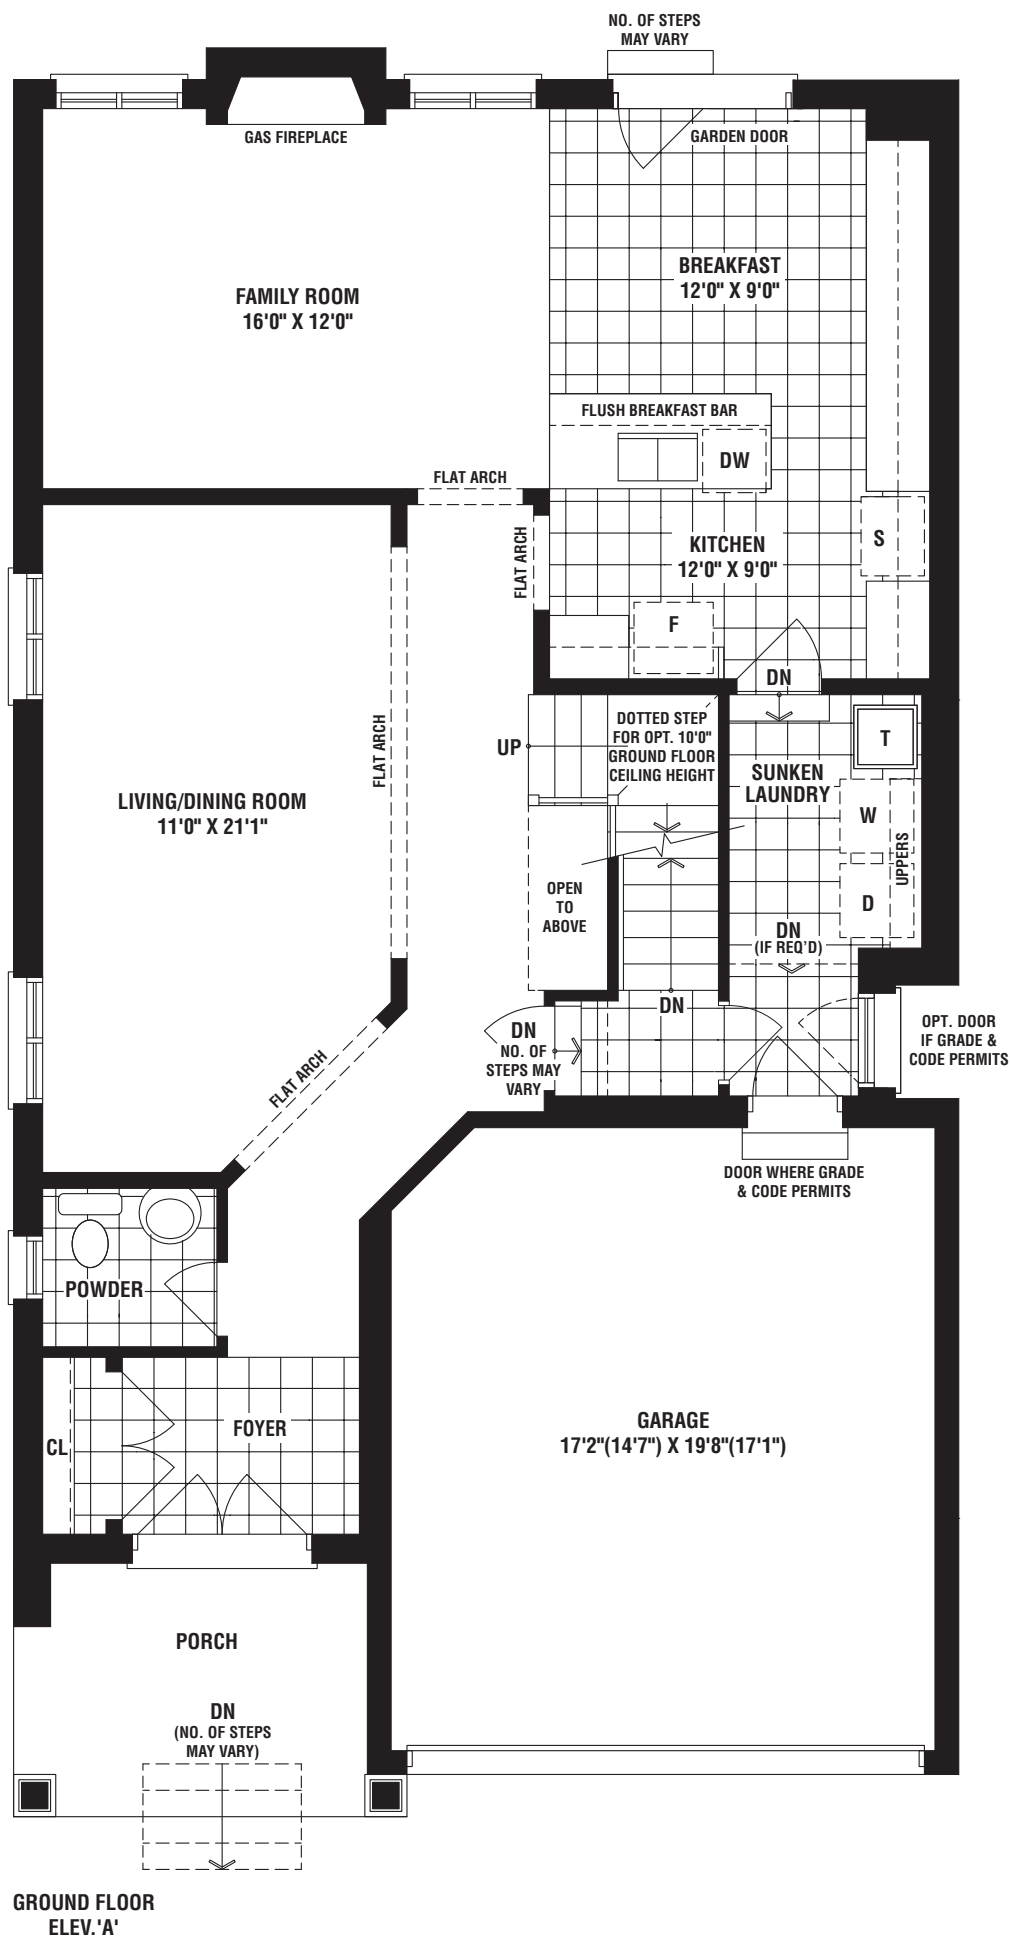 NO. OF STEPS
MAY VARY
GAS FIREPLACE
GARDEN DOOR
BREAKFAST
12'0" X 9'0"
FAMILY ROOM
16'0" X 12'0"
FLUSH BREAKFAST BAR
DW
FLAT ARCH
FLAT ARCH
KITCHEN
12'0" X 9'0"
S
F
DN
FLAT ARCH
UP
DOTTED STEP
FOR OPT. 10'0"
GROUND FLOOR
CEILING HEIGHT
T
SUNKEN
LAUNDRY
LIVING/DINING ROOM
11'0" X 21'1"
W
UPPERS
D
OPEN
TO
ABOVE
DN
(IF REQ'D)
DN
DN
NO. OF
STEPS MAY
VARY
OPT. DOOR
IF GRADE &
CODE PERMITS
FLAT ARCH
DOOR WHERE GRADE
& CODE PERMITS
POWDER
FOYER
CL
GARAGE
17'2"(14'7") X 19'8"(17'1")
PORCH
DN
(NO. OF STEPS
MAY VARY)
GROUND FLOOR
ELEV.'A'